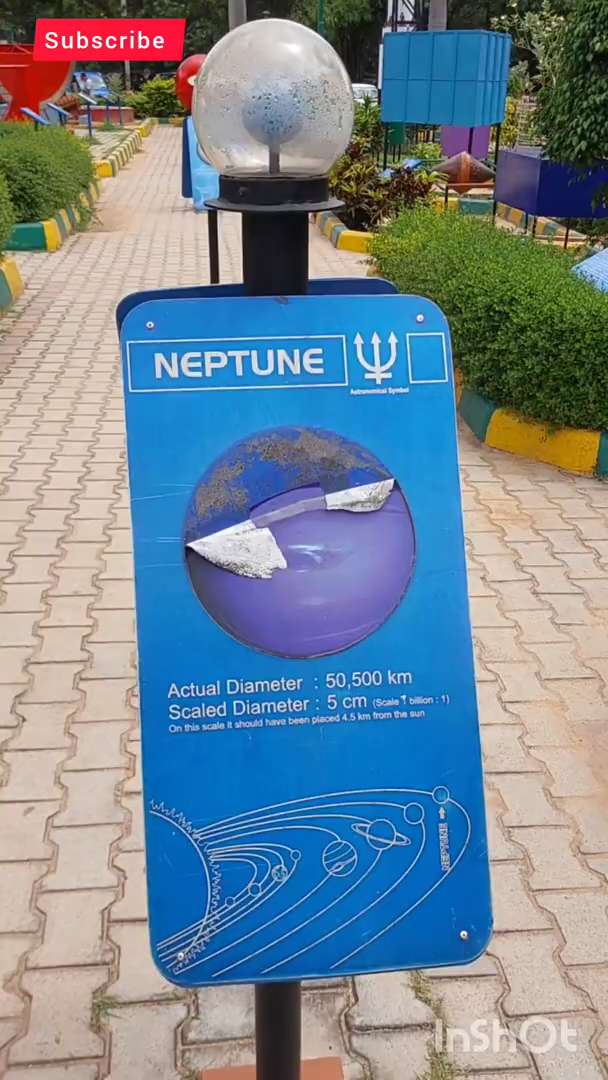 Subscribe
NEPTUNE
Astronomical Symbol
Actual Diameter : 50,500 km
Scaled Diameter : 5 cm (Scale 1 billion : 1)
On this scale it should have been placed 4.5 km from the sun
NEPTUNE
InShOt